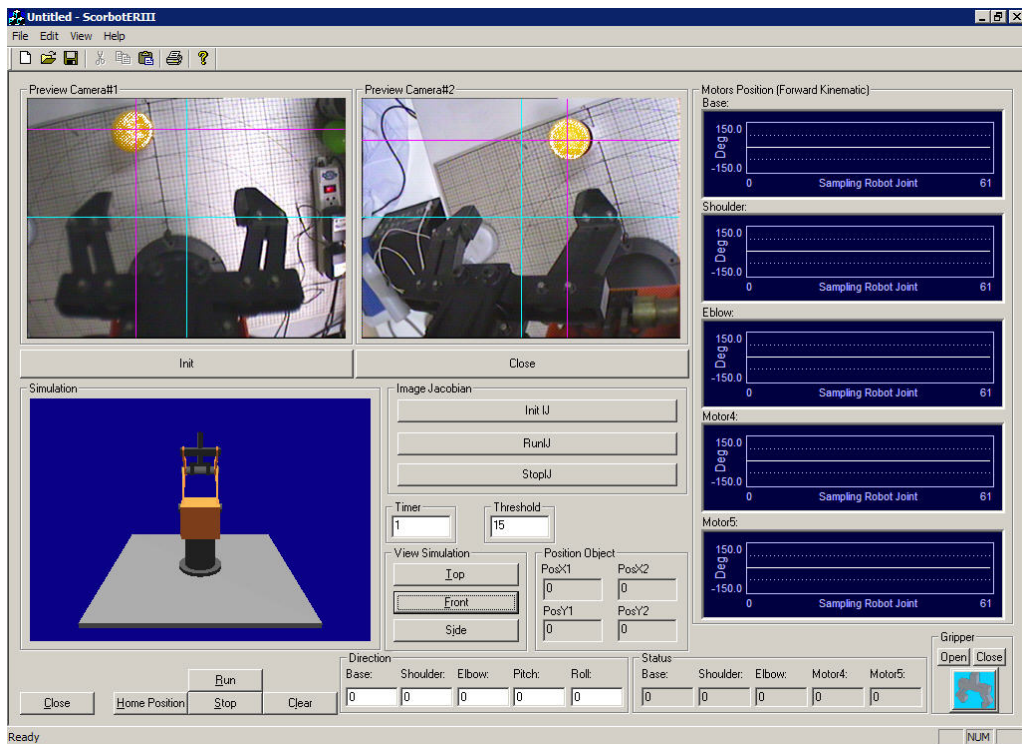 Untitled - ScorbotERIII
File Edit View Help
Preview Camera#1
Preview Camera#2
Init
Close
Simulation
Image Jacobian
Init IJ
RunIJ
StopIJ
Timer
1
Threshold
15
View Simulation
Top
Front
Side
Position Object
PosX1 PosX2
0 0
PosY1 PosY2
0 0
Motors Position (Forward Kinematic)
Base:
150.0
Deg
-150.0
0 Sampling Robot Joint 61
Shoulder:
150.0
Deg
-150.0
0 Sampling Robot Joint 61
Eblow:
150.0
Deg
-150.0
0 Sampling Robot Joint 61
Motor4:
150.0
Deg
-150.0
0 Sampling Robot Joint 61
Motor5:
150.0
Deg
-150.0
0 Sampling Robot Joint 61
Close
Home Position
Run
Stop
Clear
Direction
Base: Shoulder: Elbow: Pitch: Roll:
0 0 0 0 0
Status
Base: Shoulder: Elbow: Motor4: Motor5:
0 0 0 0 0
Gripper
Open Close
Ready
NUM